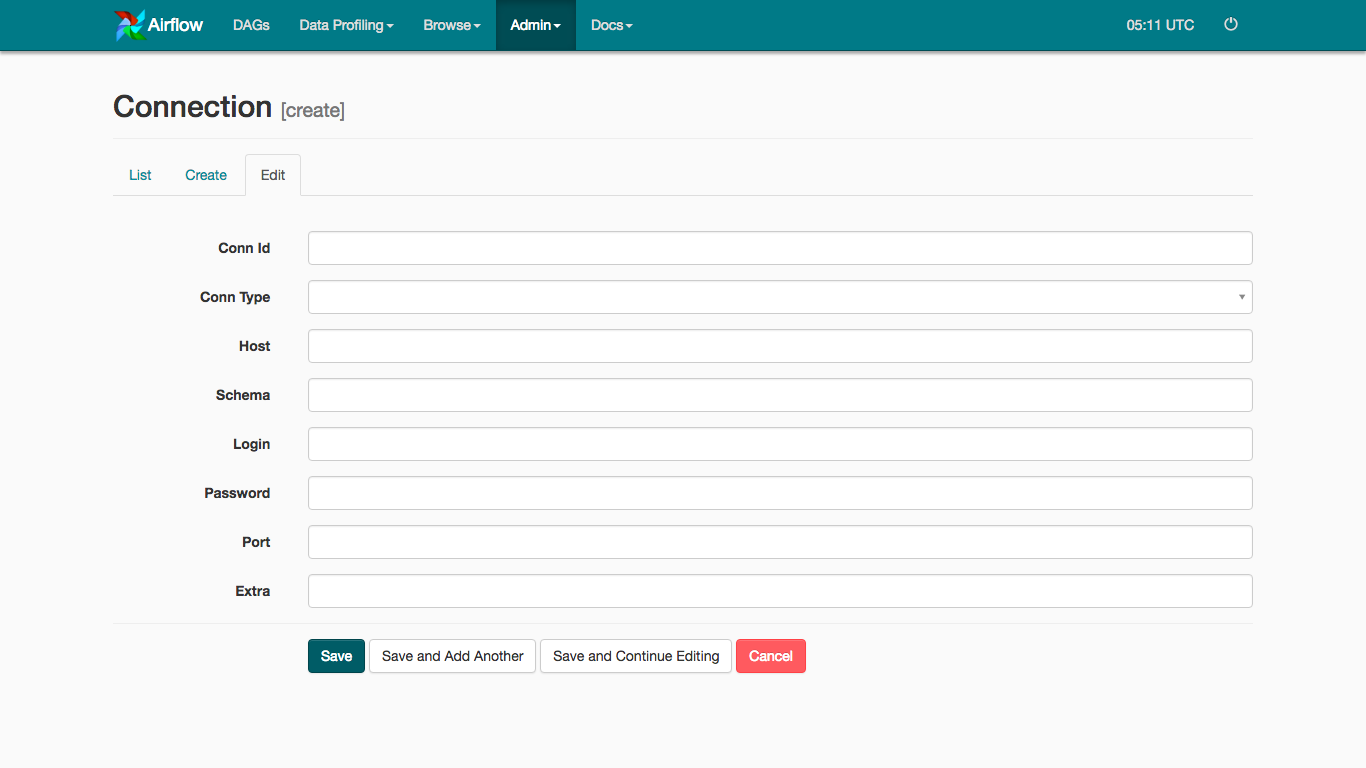 Airflow DAGs Data Profiling Browse Admin Docs 05:11 UTC
Connection [create]
List Create Edit
Conn Id
Conn Type
Host
Schema
Login
Password
Port
Extra
Save Save and Add Another Save and Continue Editing Cancel